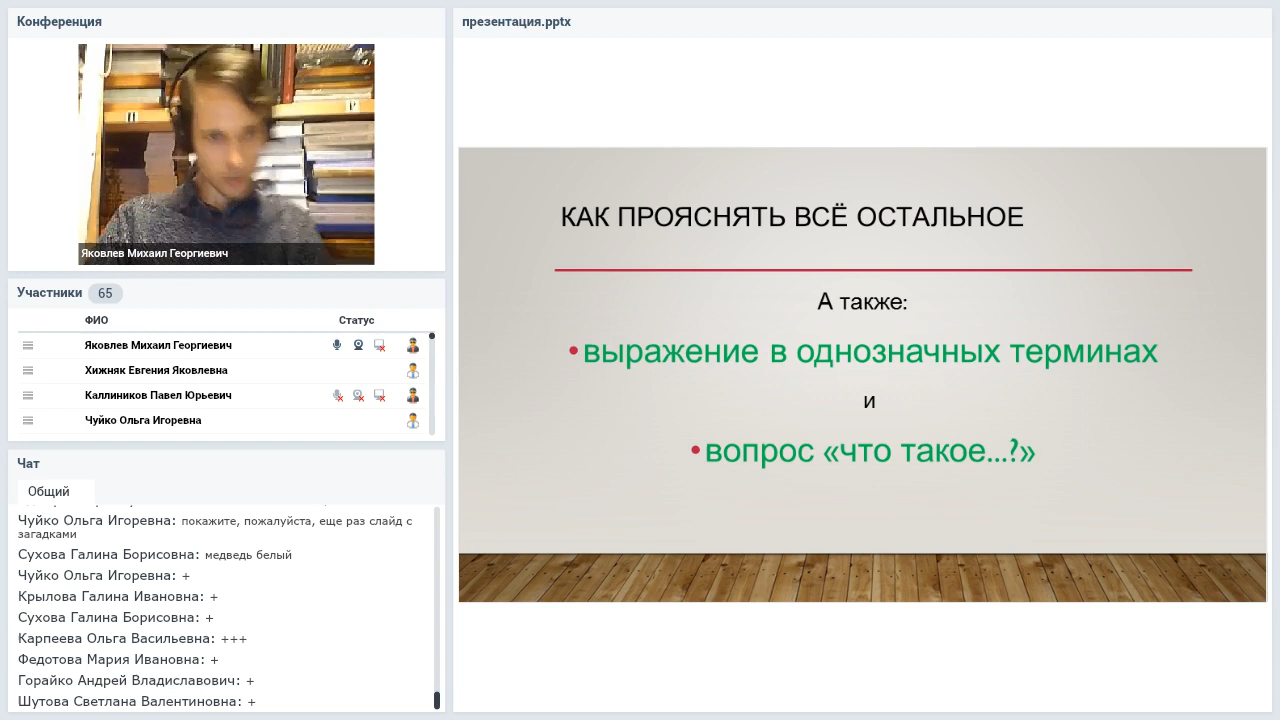 Конференция
Яковлев Михаил Георгиевич
Участники 65
ФИО Статус
Яковлев Михаил Георгиевич
Хижняк Евгения Яковлевна
Каллиников Павел Юрьевич
Чуйко Ольга Игоревна
Чат
Общий
Чуйко Ольга Игоревна: покажите, пожалуйста, еще раз слайд с
загадками
Сухова Галина Борисовна: медведь белый
Чуйко Ольга Игоревна: +
Крылова Галина Ивановна: +
Сухова Галина Борисовна: +
Карпеева Ольга Васильевна: +++
Федотова Мария Ивановна: +
Горайко Андрей Владиславович: +
Шутова Светлана Валентиновна: +
презентация.pptx
КАК ПРОЯСНЯТЬ ВСЁ ОСТАЛЬНОЕ
А также:
•выражение в однозначных терминах
и
•вопрос «что такое...?»